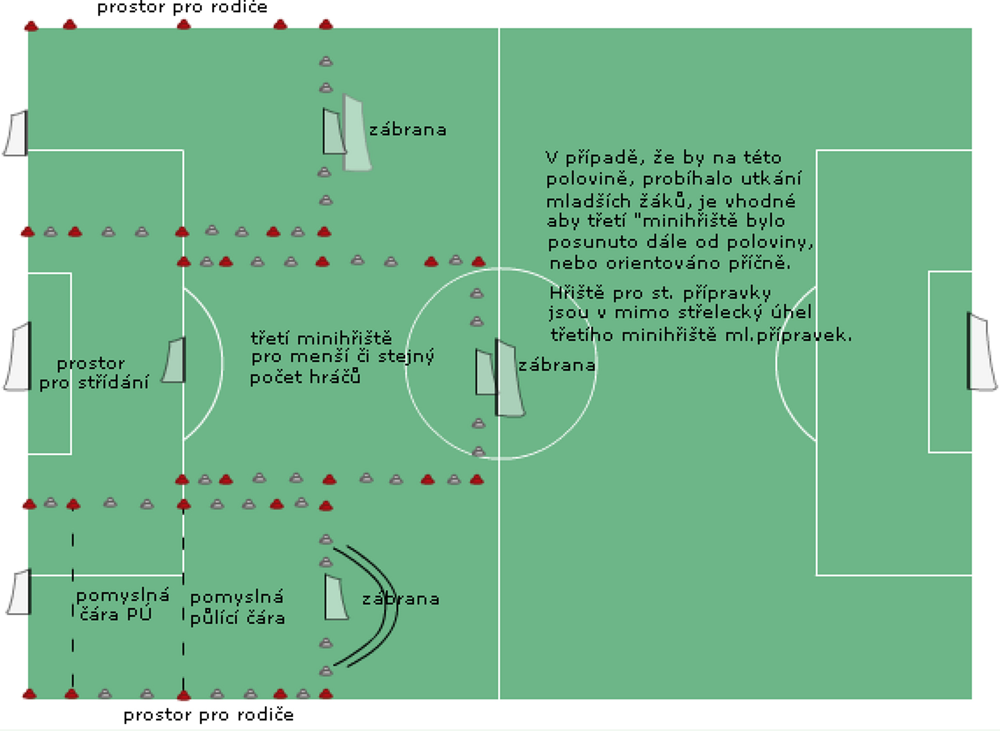 prostor pro rodiče
zábrana
V případě, že by na této
polovině, probíhalo utkání
mladších žáků, je vhodné
aby třetí "minihřiště bylo
posunuto dále od poloviny,
nebo orientováno příčně.
Hřiště pro st. přípravky
jsou v mimo střelecký úhel
třetího minihřiště ml.přípravek.
třetí minihřiště
pro menší či stejný
počet hráčů
zábrana
prostor
pro střídání
pomyslná
čára PÚ
pomyslná
půlící čára
zábrana
prostor pro rodiče